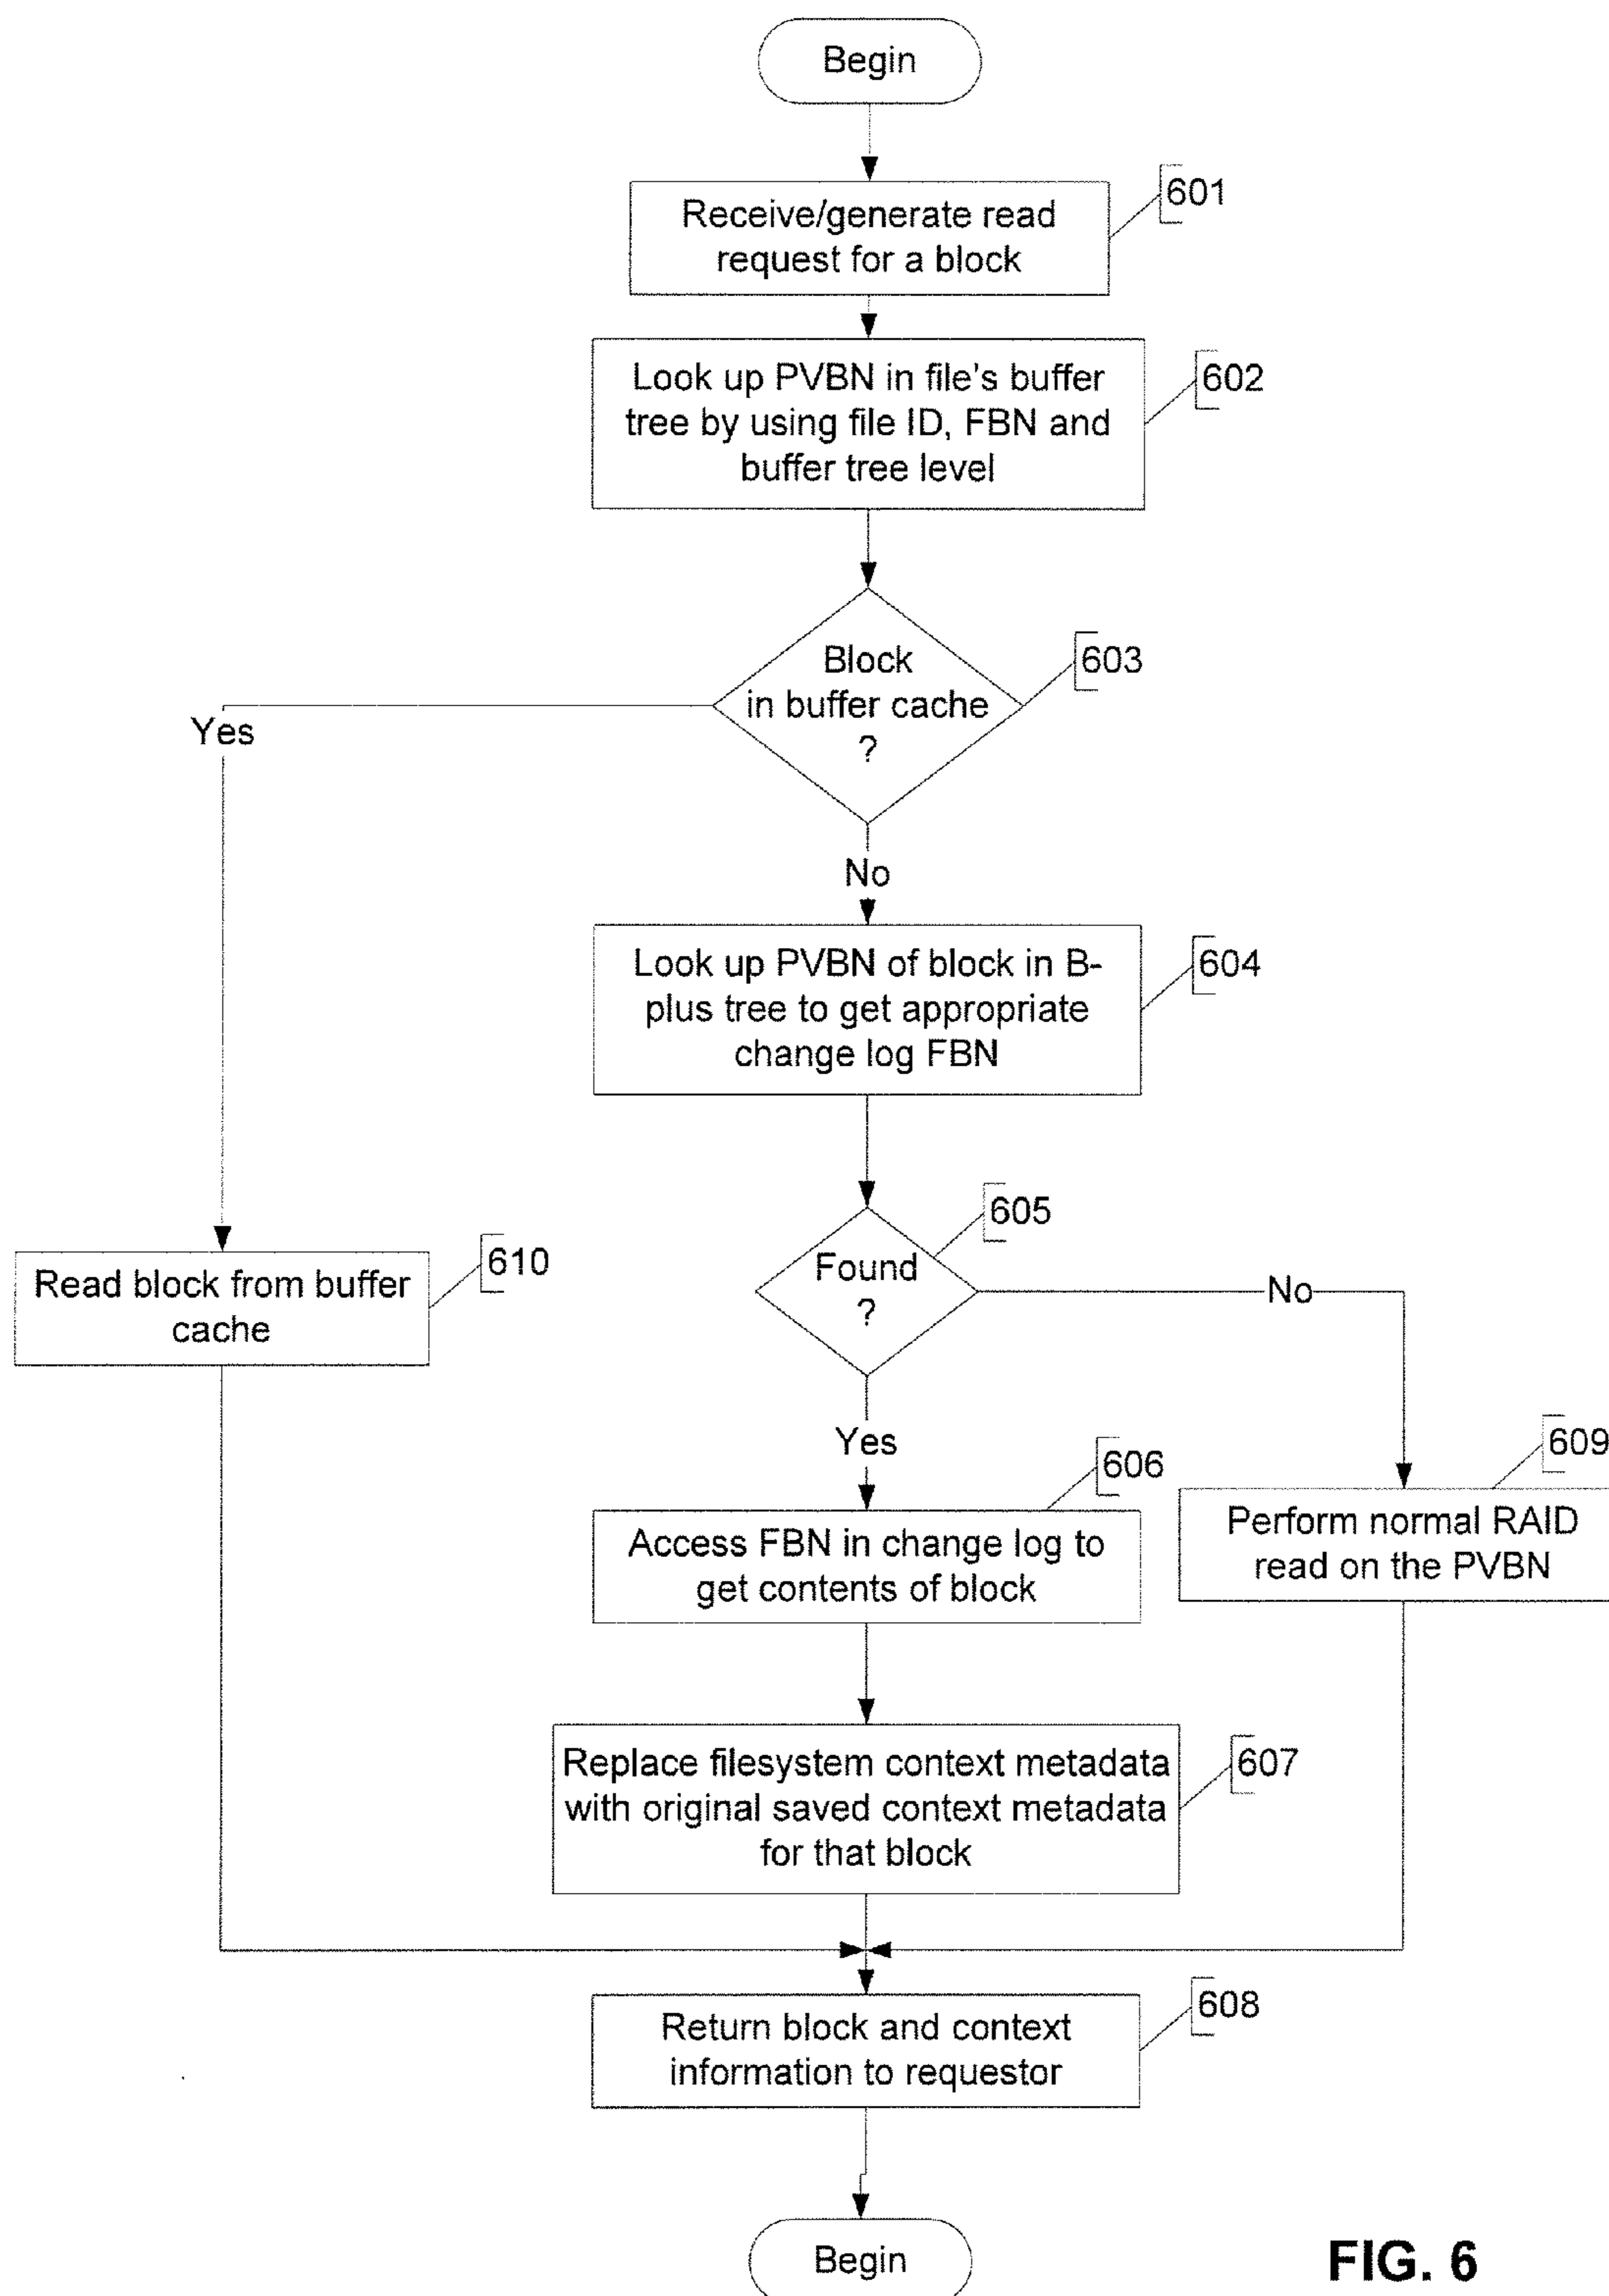 Begin
Receive/generate read
request for a block
601
Look up PVBN in file's buffer
tree by using file ID, FBN and
buffer tree level
602
Block
in buffer cache
?
603
Yes
No
Look up PVBN of block in B-
plus tree to get appropriate
change log FBN
604
Found
?
605
No
Read block from buffer
cache
610
Yes
Access FBN in change log to
get contents of block
606
Perform normal RAID
read on the PVBN
609
Replace filesystem context metadata
with original saved context metadata
for that block
607
Return block and context
information to requestor
608
Begin
FIG. 6